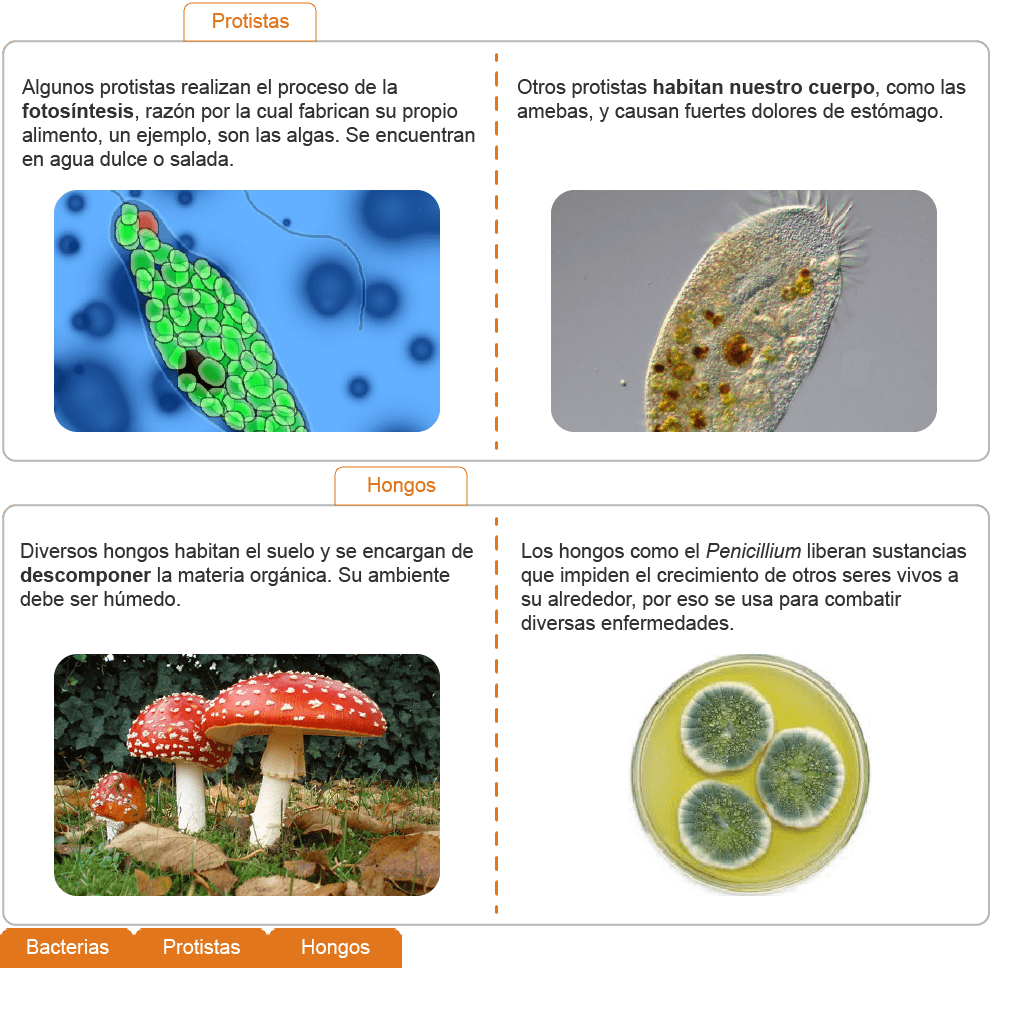 Protistas
Algunos protistas realizan el proceso de la
fotosíntesis, razón por la cual fabrican su propio
alimento, un ejemplo, son las algas. Se encuentran
en agua dulce o salada.
Otros protistas habitan nuestro cuerpo, como las
amebas, y causan fuertes dolores de estómago.
Hongos
Diversos hongos habitan el suelo y se encargan de
descomponer la materia orgánica. Su ambiente
debe ser húmedo.
Los hongos como el Penicillium liberan sustancias
que impiden el crecimiento de otros seres vivos a
su alrededor, por eso se usa para combatir
diversas enfermedades.
Bacterias Protistas Hongos